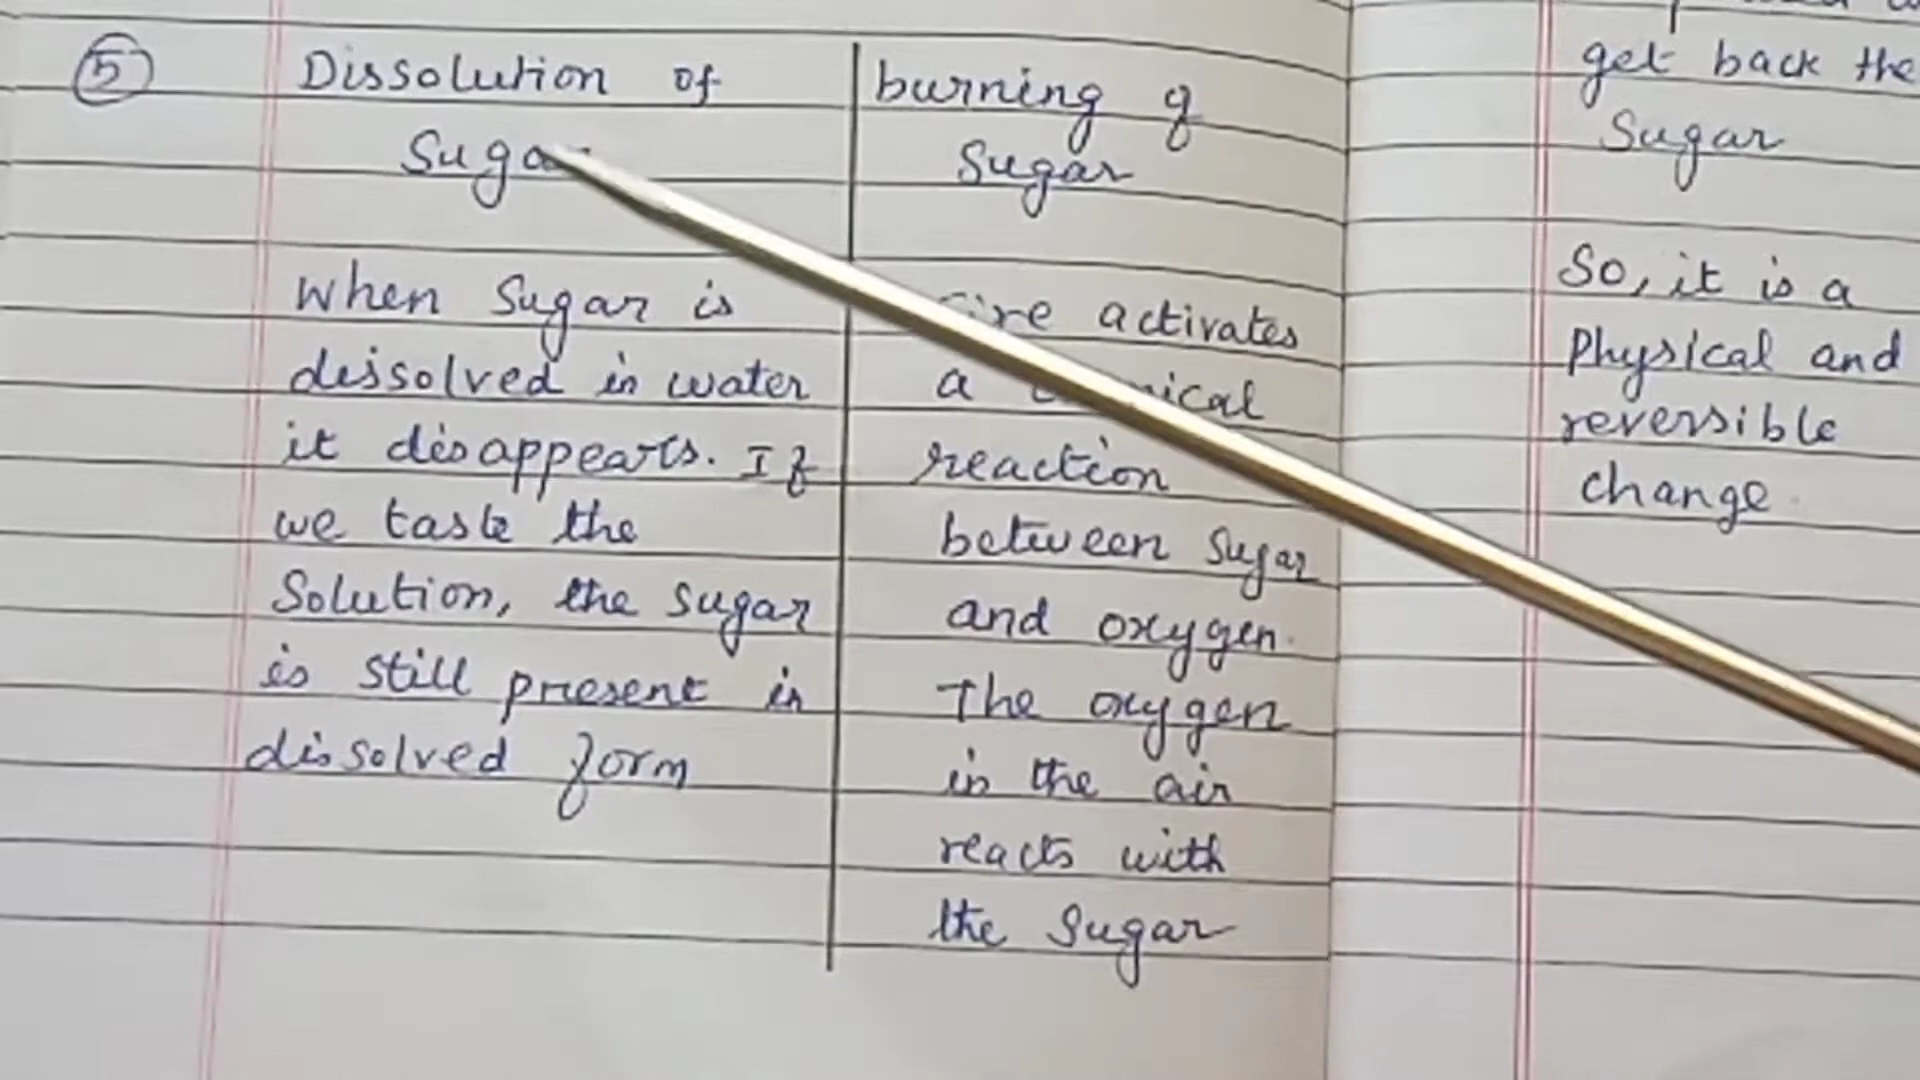 5
Dissolution of
Sugar
When Sugar is
dissolved in water
it disappears. If
we taste the
Solution, the sugar
is still present in
dissolved form
burning of
Sugar
activates
a
reaction
between Sugar
and oxygen.
The oxygen
in the air
reacts with
the Sugar
get back the
Sugar
So, it is a
Physical and
reversible
change.